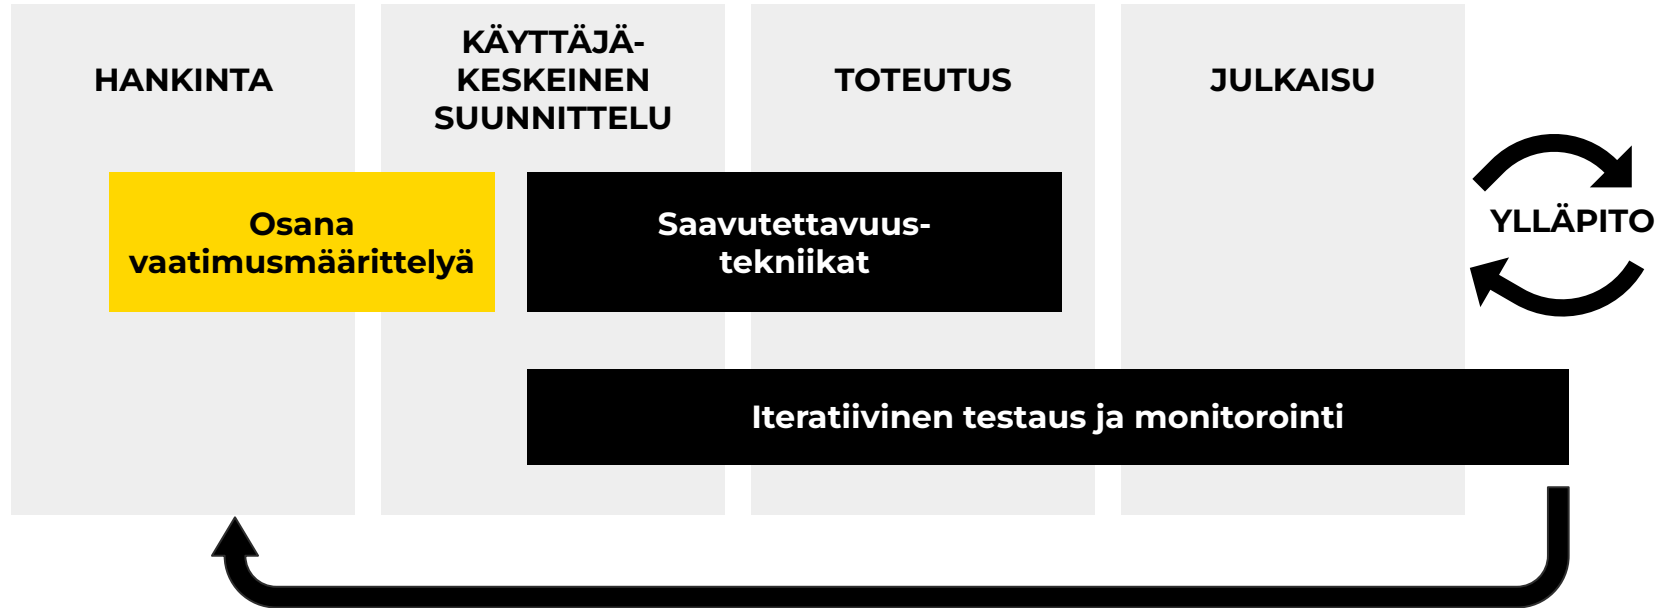 HANKINTA
KÄYTTÄJÄ-
KESKEINEN
SUUNNITTELU
TOTEUTUS
JULKAISU
Osana
vaatimusmäärittelyä
Saavutettavuus-
tekniikat
YLLÄPITO
Iteratiivinen testaus ja monitorointi